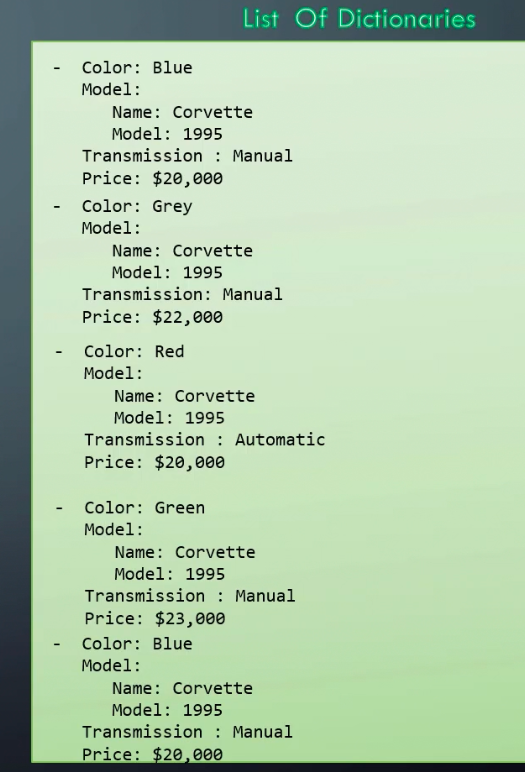 List Of Dictionaries
- Color: Blue
Model:
Name: Corvette
Model: 1995
Transmission : Manual
Price: $20,000
- Color: Grey
Model:
Name: Corvette
Model: 1995
Transmission: Manual
Price: $22,000
- Color: Red
Model:
Name: Corvette
Model: 1995
Transmission : Automatic
Price: $20,000
- Color: Green
Model:
Name: Corvette
Model: 1995
Transmission : Manual
Price: $23,000
- Color: Blue
Model:
Name: Corvette
Model: 1995
Transmission : Manual
Price: $20,000